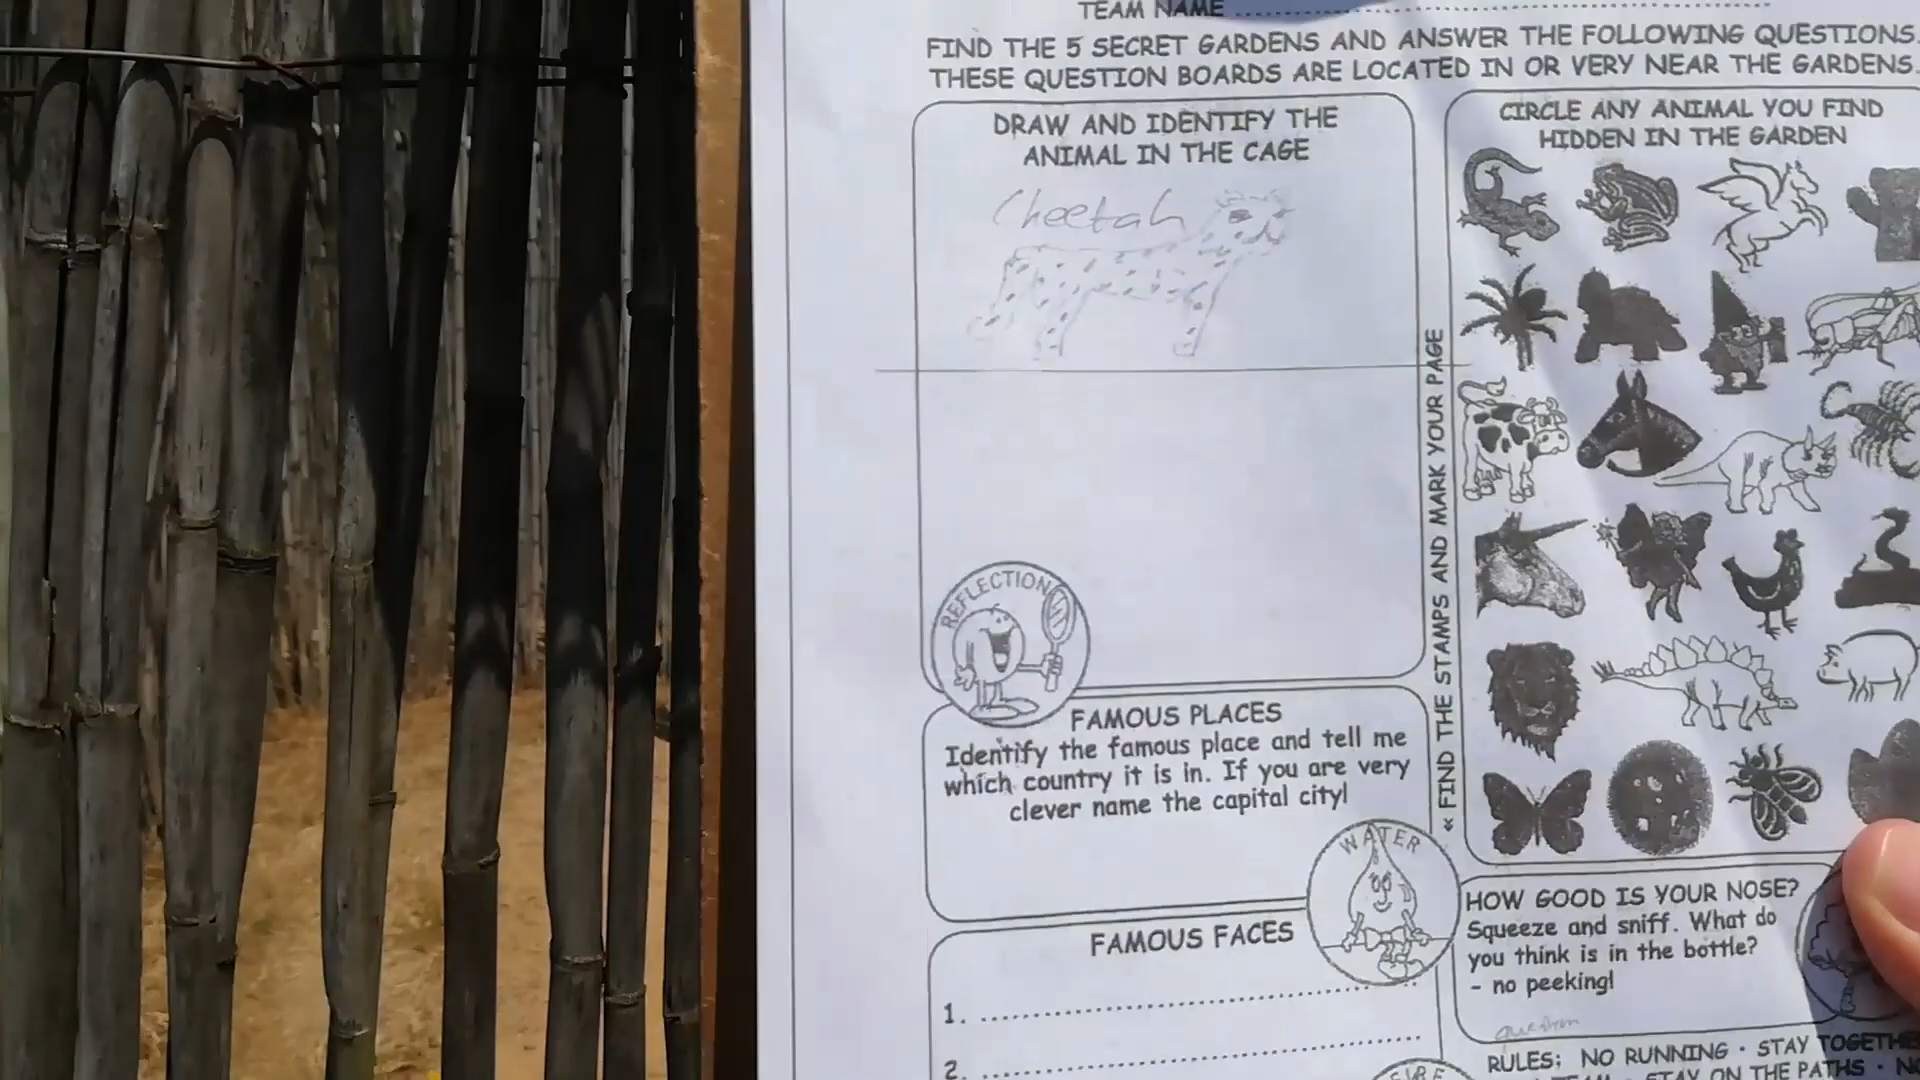 TEAM NAME
FIND THE 5 SECRET GARDENS AND ANSWER THE FOLLOWING QUESTIONS.
THESE QUESTION BOARDS ARE LOCATED IN OR VERY NEAR THE GARDENS.
DRAW AND IDENTIFY THE
ANIMAL IN THE CAGE
Cheetah
REFLECTION
FAMOUS PLACES
Identify the famous place and tell me
which country it is in. If you are very
clever name the capital city!
WATER
FAMOUS FACES
1.
2.
« FIND THE STAMPS AND MARK YOUR PAGE
CIRCLE ANY ANIMAL YOU FIND
HIDDEN IN THE GARDEN
HOW GOOD IS YOUR NOSE?
Squeeze and sniff. What do
you think is in the bottle?
- no peeking!
RULES: NO RUNNING · STAY
STAY ON THE PATHS ·